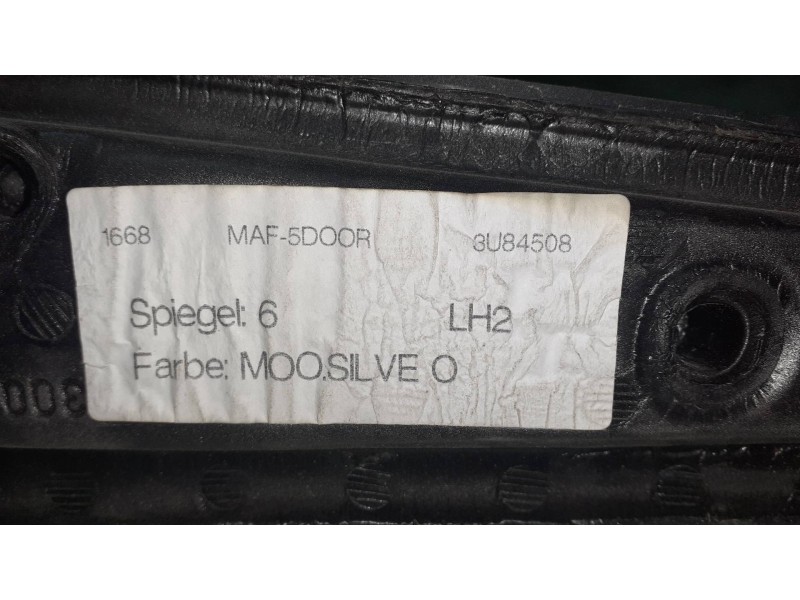 1668 MAF-5DOOR 3U84508
Spiegel: 6 LH2
Farbe: MOO.SILVE O